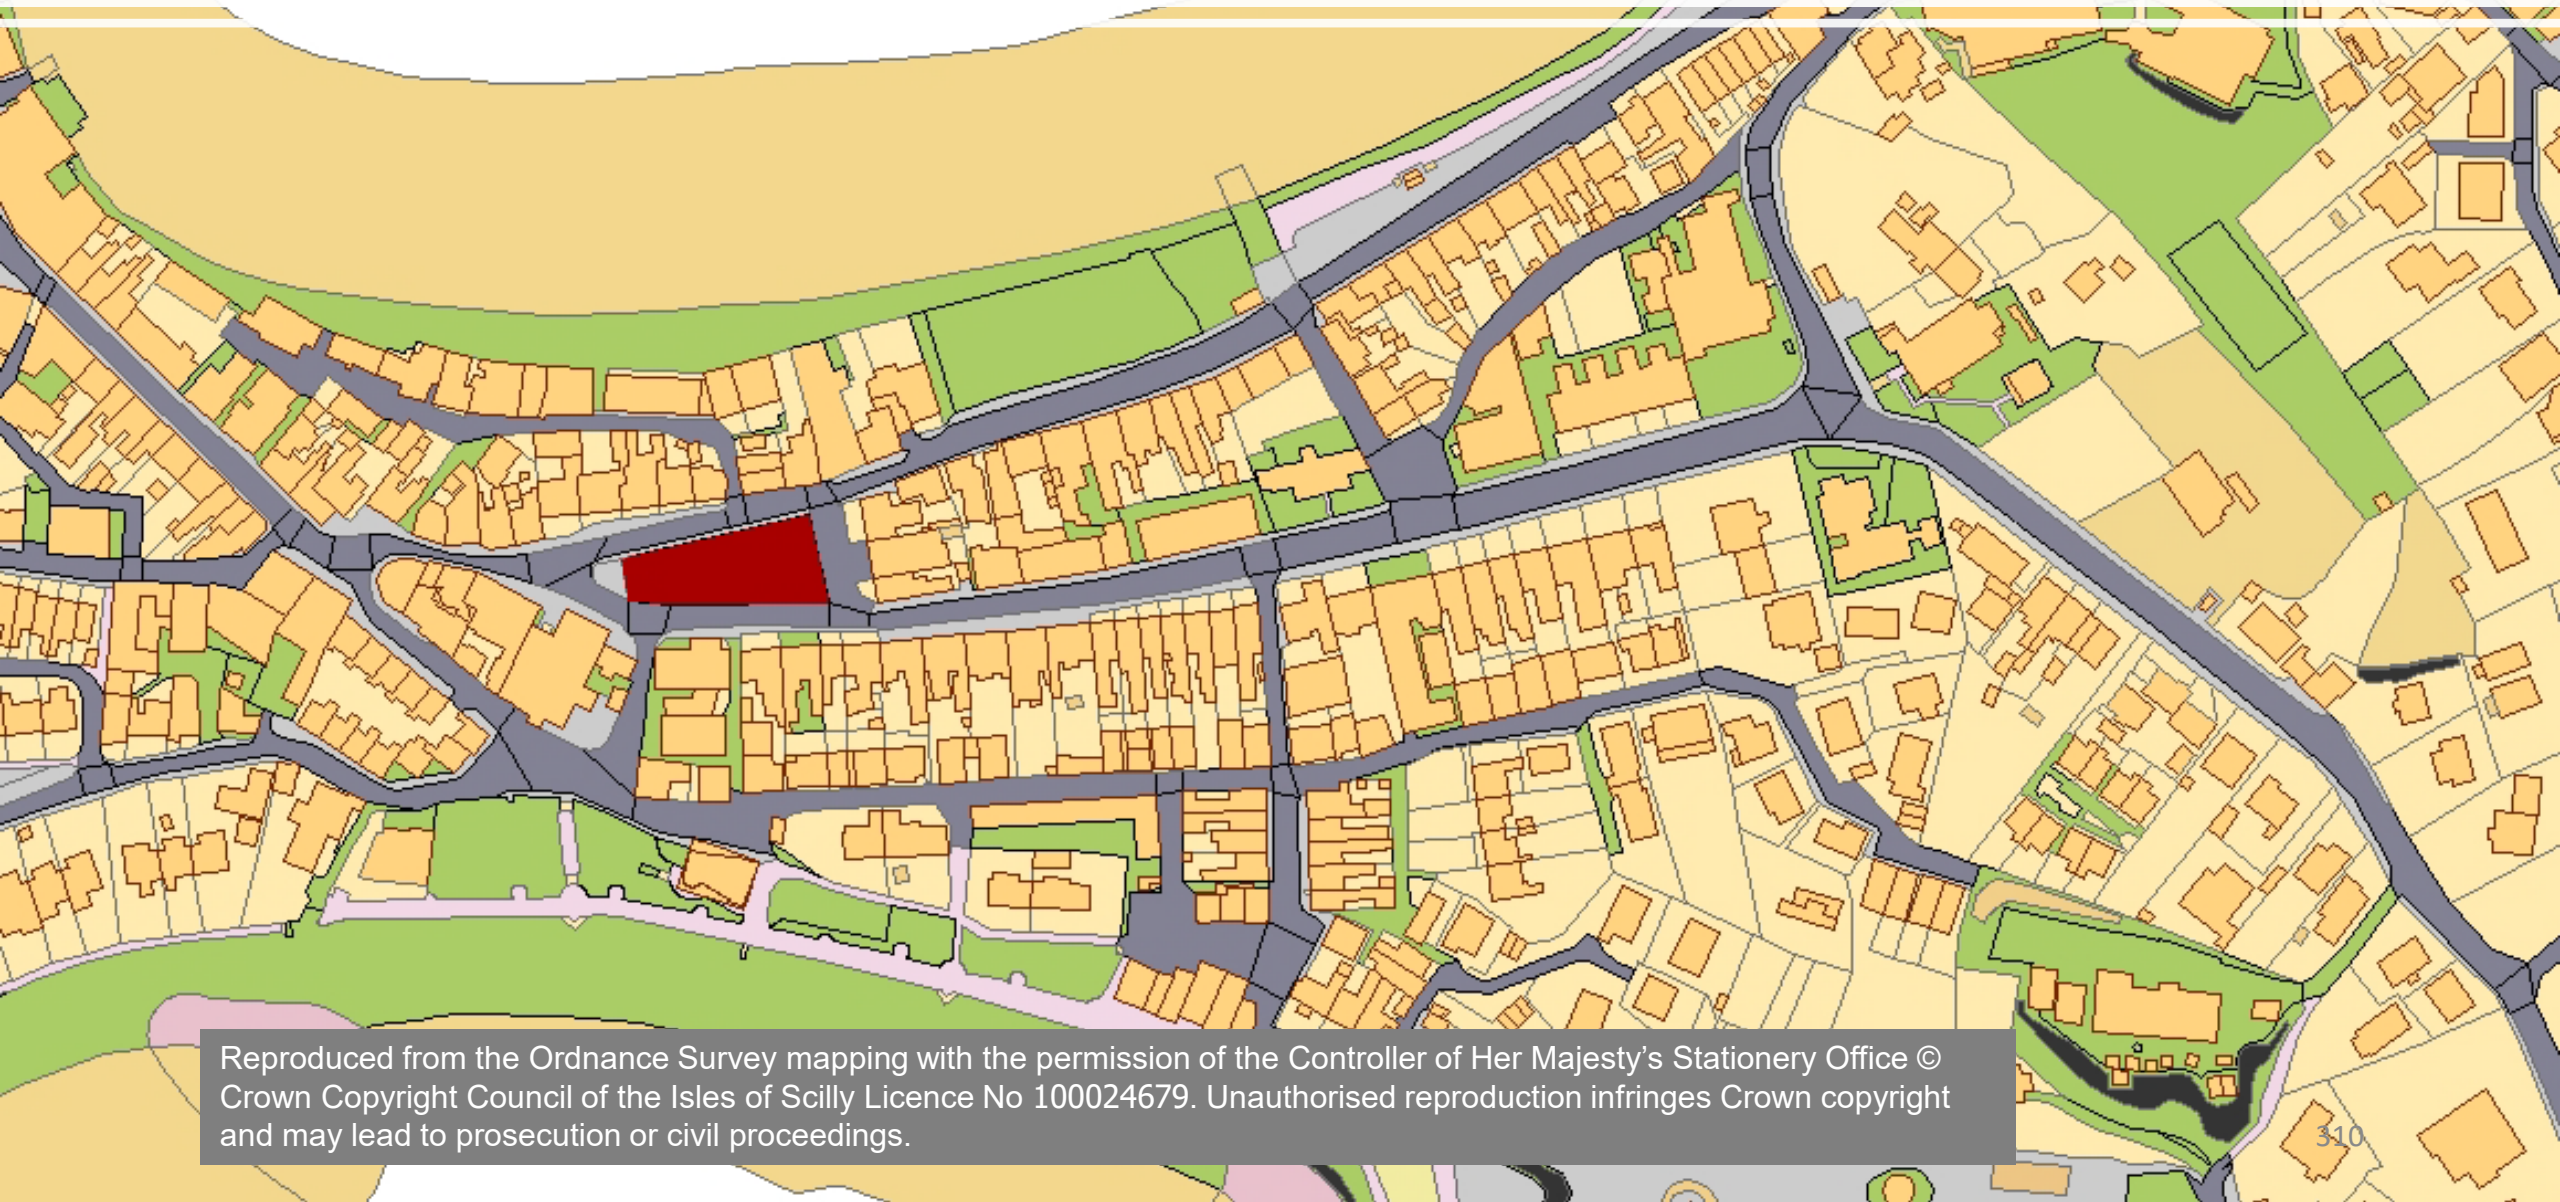 Reproduced from the Ordnance Survey mapping with the permission of the Controller of Her Majesty’s Stationery Office ©
Crown Copyright Council of the Isles of Scilly Licence No 100024679. Unauthorised reproduction infringes Crown copyright
and may lead to prosecution or civil proceedings.
310